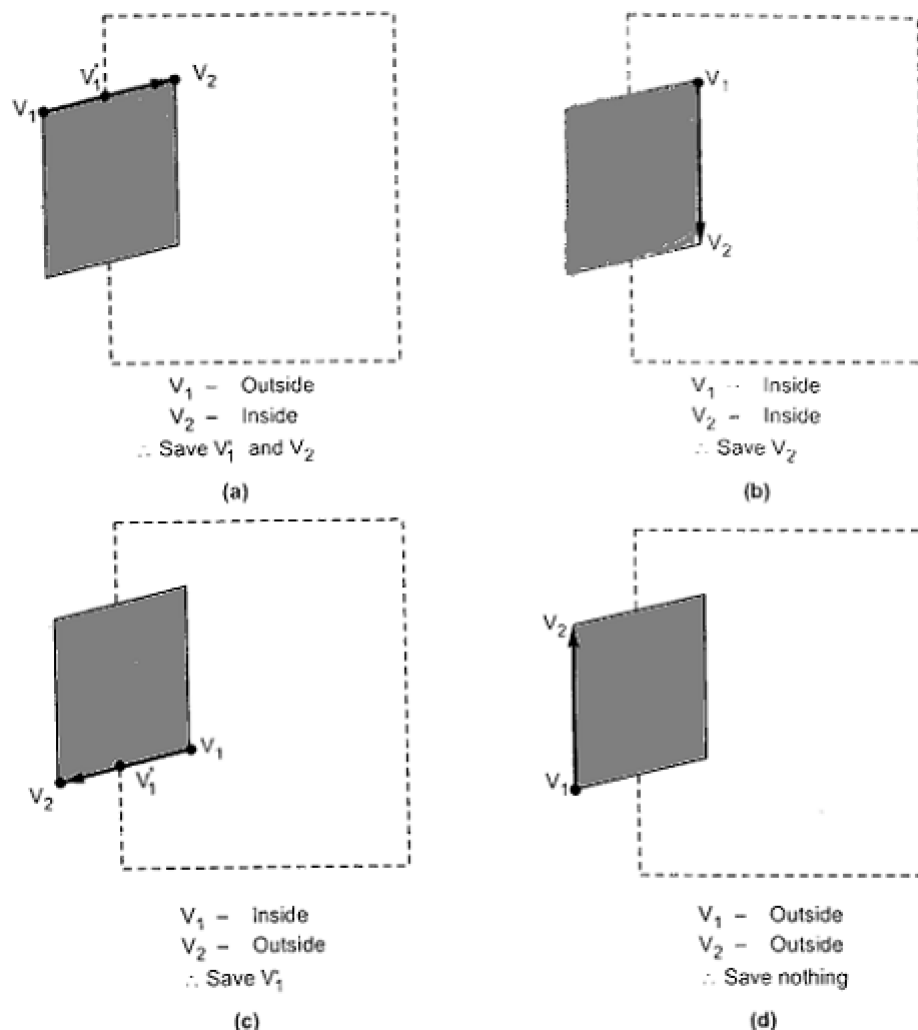 V₁ V₁' V₂
V₁
V₂
V₁ – Outside
V₂ – Inside
∴ Save V₁' and V₂
(a)
V₁ – Inside
V₂ – Inside
∴ Save V₂
(b)
V₁
V₂ V₁'
V₂
V₁
V₁ – Inside
V₂ – Outside
∴ Save V₁'
(c)
V₁ – Outside
V₂ – Outside
∴ Save nothing
(d)